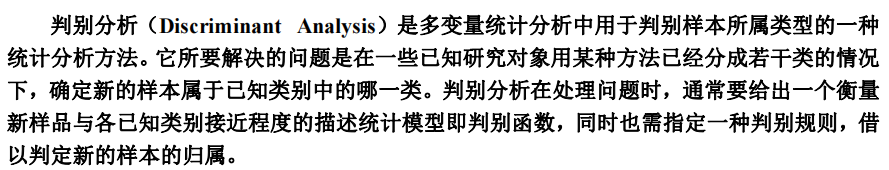 判别分析（Discriminant Analysis）是多变量统计分析中用于判别样本所属类型的一种
统计分析方法。它所要解决的问题是在一些已知研究对象用某种方法已经分成若干类的情况
下，确定新的样本属于已知类别中的哪一类。判别分析在处理问题时，通常要给出一个衡量
新样品与各已知类别接近程度的描述统计模型即判别函数，同时也需指定一种判别规则，借
以判定新的样本的归属。